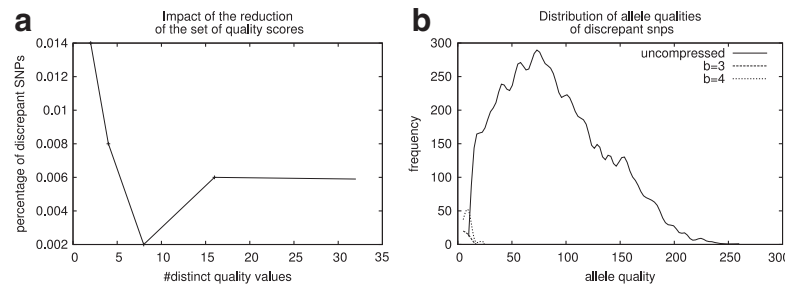 a
Impact of the reduction
of the set of quality scores
percentage of discrepant SNPs
0.014
0.012
0.01
0.008
0.006
0.004
0.002
0 5 10 15 20 25 30 35
#distinct quality values
b
Distribution of allele qualities
of discrepant snps
frequency
300
250
200
150
100
50
0
uncompressed
b=3
b=4
0 50 100 150 200 250 300
allele quality